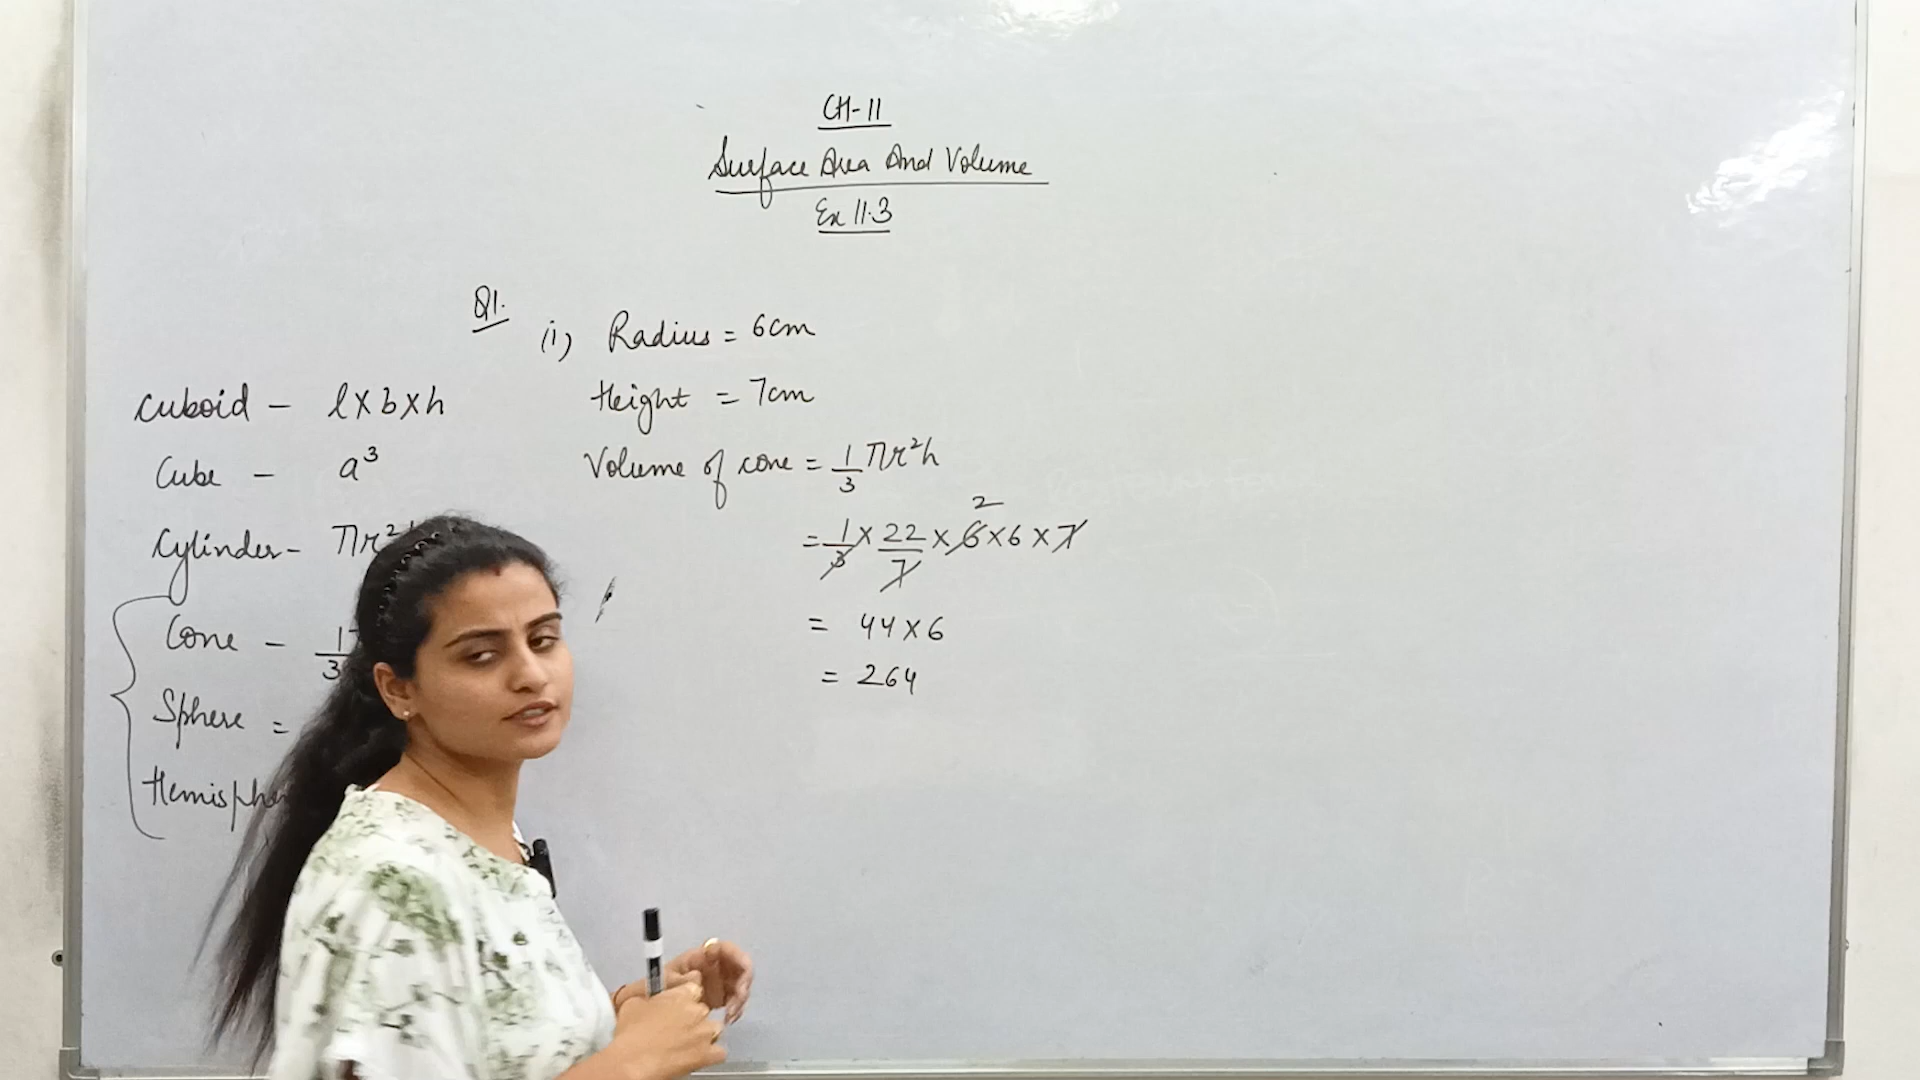 CH-11
Surface Area And Volume
Ex 11.3
Q1.
(i) Radius = 6cm
Height = 7cm
Volume of cone = 1/3 πr²h
= 1/3 × 22/7 × 6 × 6 × 7
2
= 44 × 6
= 264
Cuboid - l×b×h
Cube - a³
Cylinder - πr²
Cone - 1/3
Sphere =